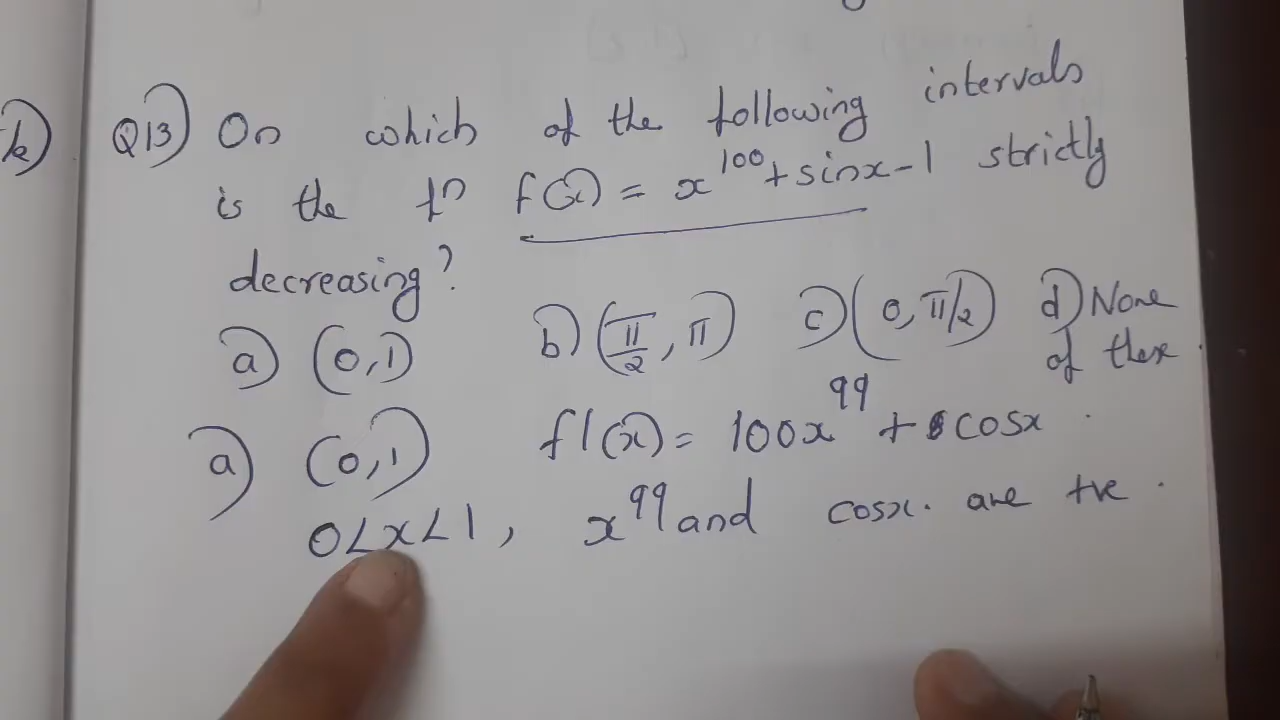 k)
Q13) On which of the following intervals
is the fn f(x) = x^100 + sinx - 1 strictly
decreasing?
a) (0,1) b) (π/2, π) c) (0, π/2) d) None of these
a) (0,1) f'(x) = 100x^99 + cosx.
0<x<1, x^99 and cosx. are +ve.